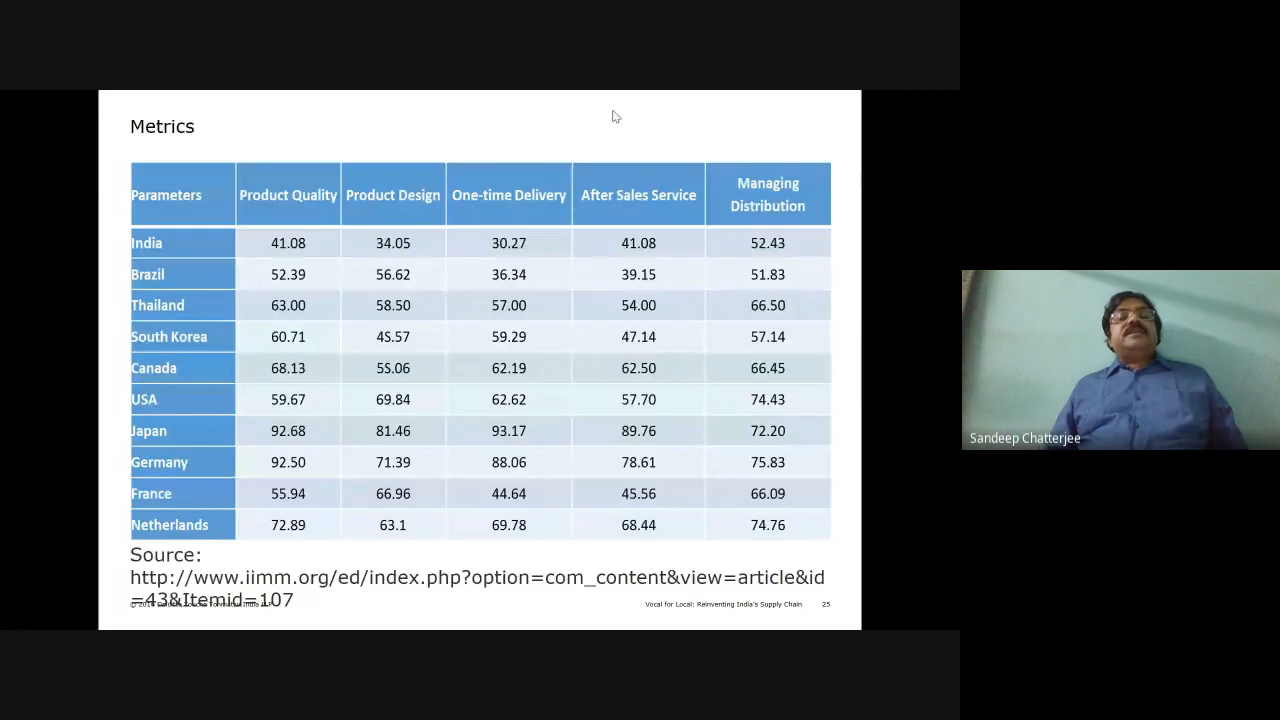 Metrics
Parameters Product Quality Product Design One-time Delivery After Sales Service Managing Distribution
India 41.08 34.05 30.27 41.08 52.43
Brazil 52.39 56.62 36.34 39.15 51.83
Thailand 63.00 58.50 57.00 54.00 66.50
South Korea 60.71 4S.57 59.29 47.14 57.14
Canada 68.13 5S.06 62.19 62.50 66.45
USA 59.67 69.84 62.62 57.70 74.43
Japan 92.68 81.46 93.17 89.76 72.20
Germany 92.50 71.39 88.06 78.61 75.83
France 55.94 66.96 44.64 45.56 66.09
Netherlands 72.89 63.1 69.78 68.44 74.76
Source:
http://www.iimm.org/ed/index.php?option=com_content&view=article&id
=43&Itemid=107
Vocal for Local: Reinventing India's Supply Chain 25
Sandeep Chatterjee